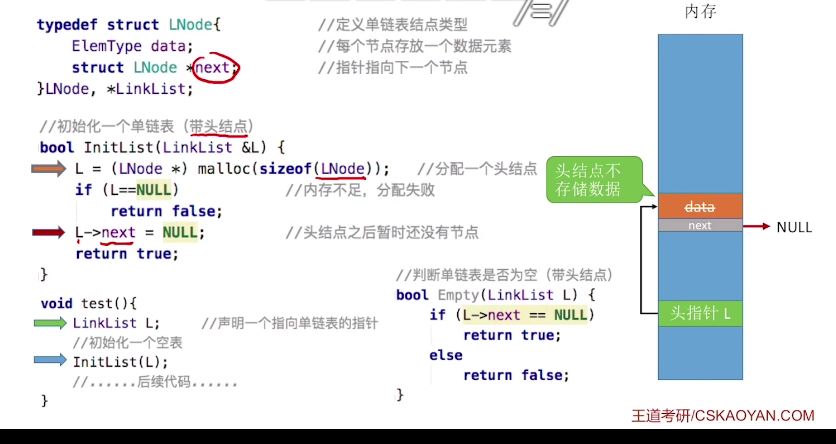 typedef struct LNode{ //定义单链表结点类型
ElemType data; //每个节点存放一个数据元素
struct LNode *next; //指针指向下一个节点
}LNode, *LinkList;
//初始化一个单链表（带头结点）
bool InitList(LinkList &L) {
L = (LNode *) malloc(sizeof(LNode)); //分配一个头结点
if (L==NULL) //内存不足，分配失败
return false;
L->next = NULL; //头结点之后暂时还没有节点
return true;
}
void test(){
LinkList L; //声明一个指向单链表的指针
//初始化一个空表
InitList(L);
//......后续代码......
}
//判断单链表是否为空（带头结点）
bool Empty(LinkList L) {
if (L->next == NULL)
return true;
else
return false;
}
内存
头结点不
存储数据
data
next
NULL
头指针 L
王道考研/CSKAOYAN.COM